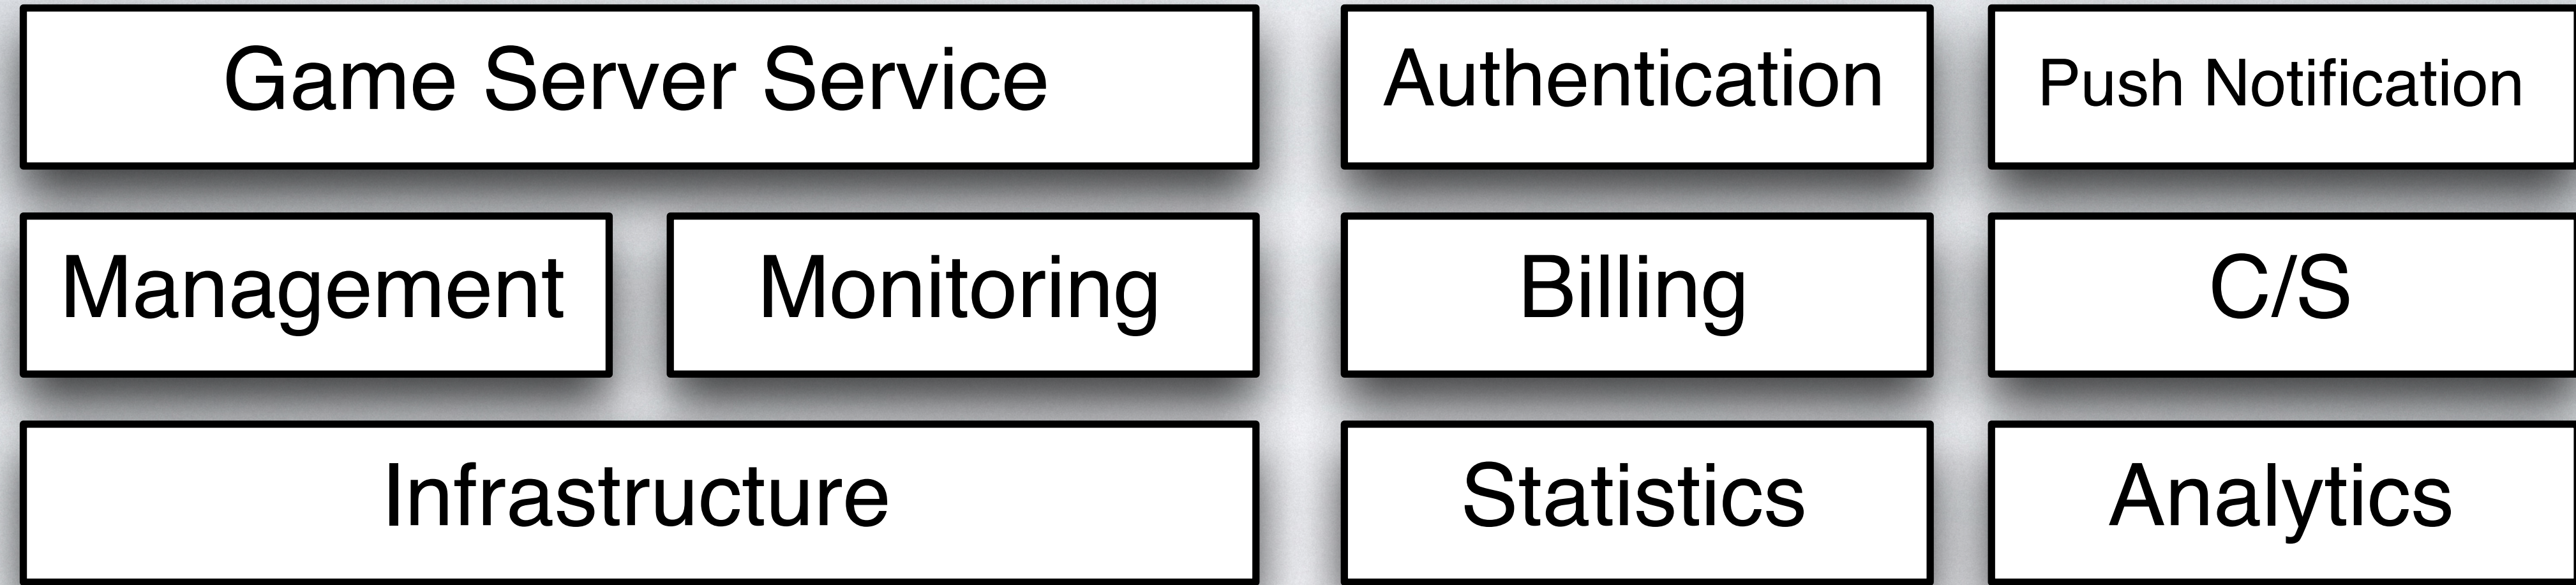 Game Server Service
Authentication
Push Notification
Management
Monitoring
Billing
C/S
Infrastructure
Statistics
Analytics